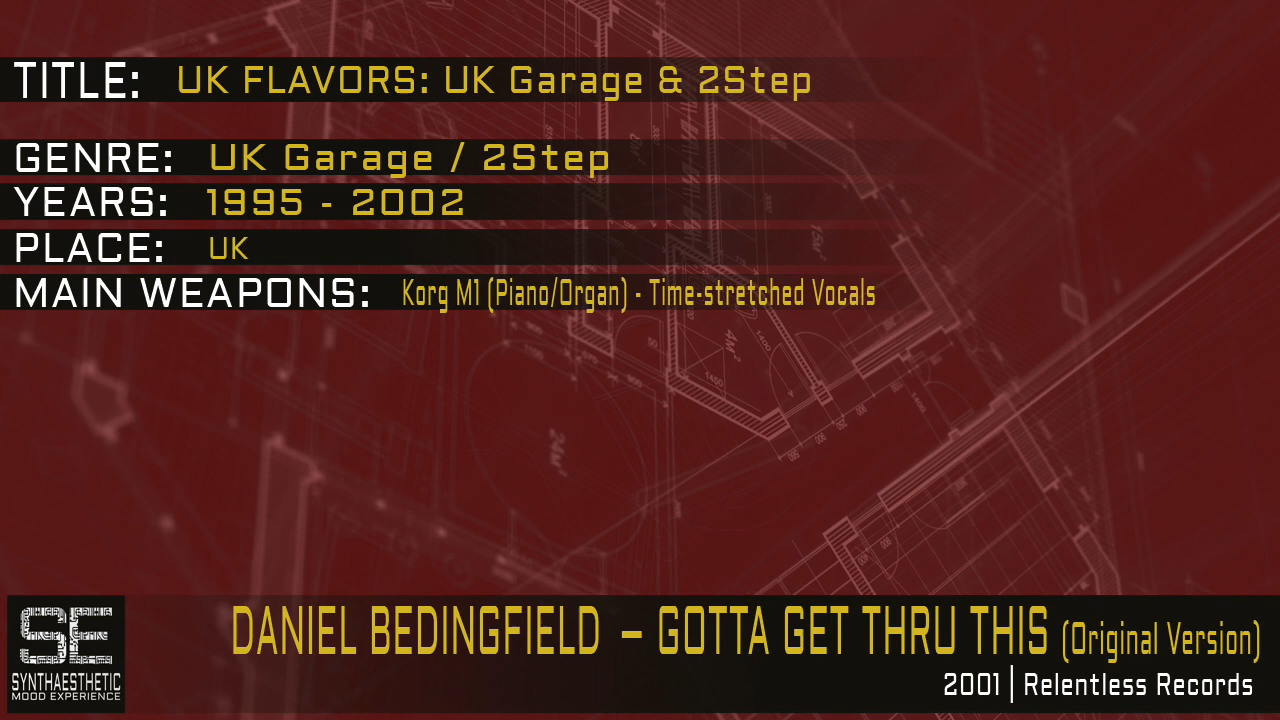 TITLE: UK FLAVORS: UK Garage & 2Step
GENRE: UK Garage / 2Step
YEARS: 1995 - 2002
PLACE: UK
MAIN WEAPONS: Korg M1 (Piano/Organ) - Time-stretched Vocals
DANIEL BEDINGFIELD – GOTTA GET THRU THIS (Original Version)
2001 | Relentless Records
SE
SYNTHAESTHETIC
MOOD EXPERIENCE